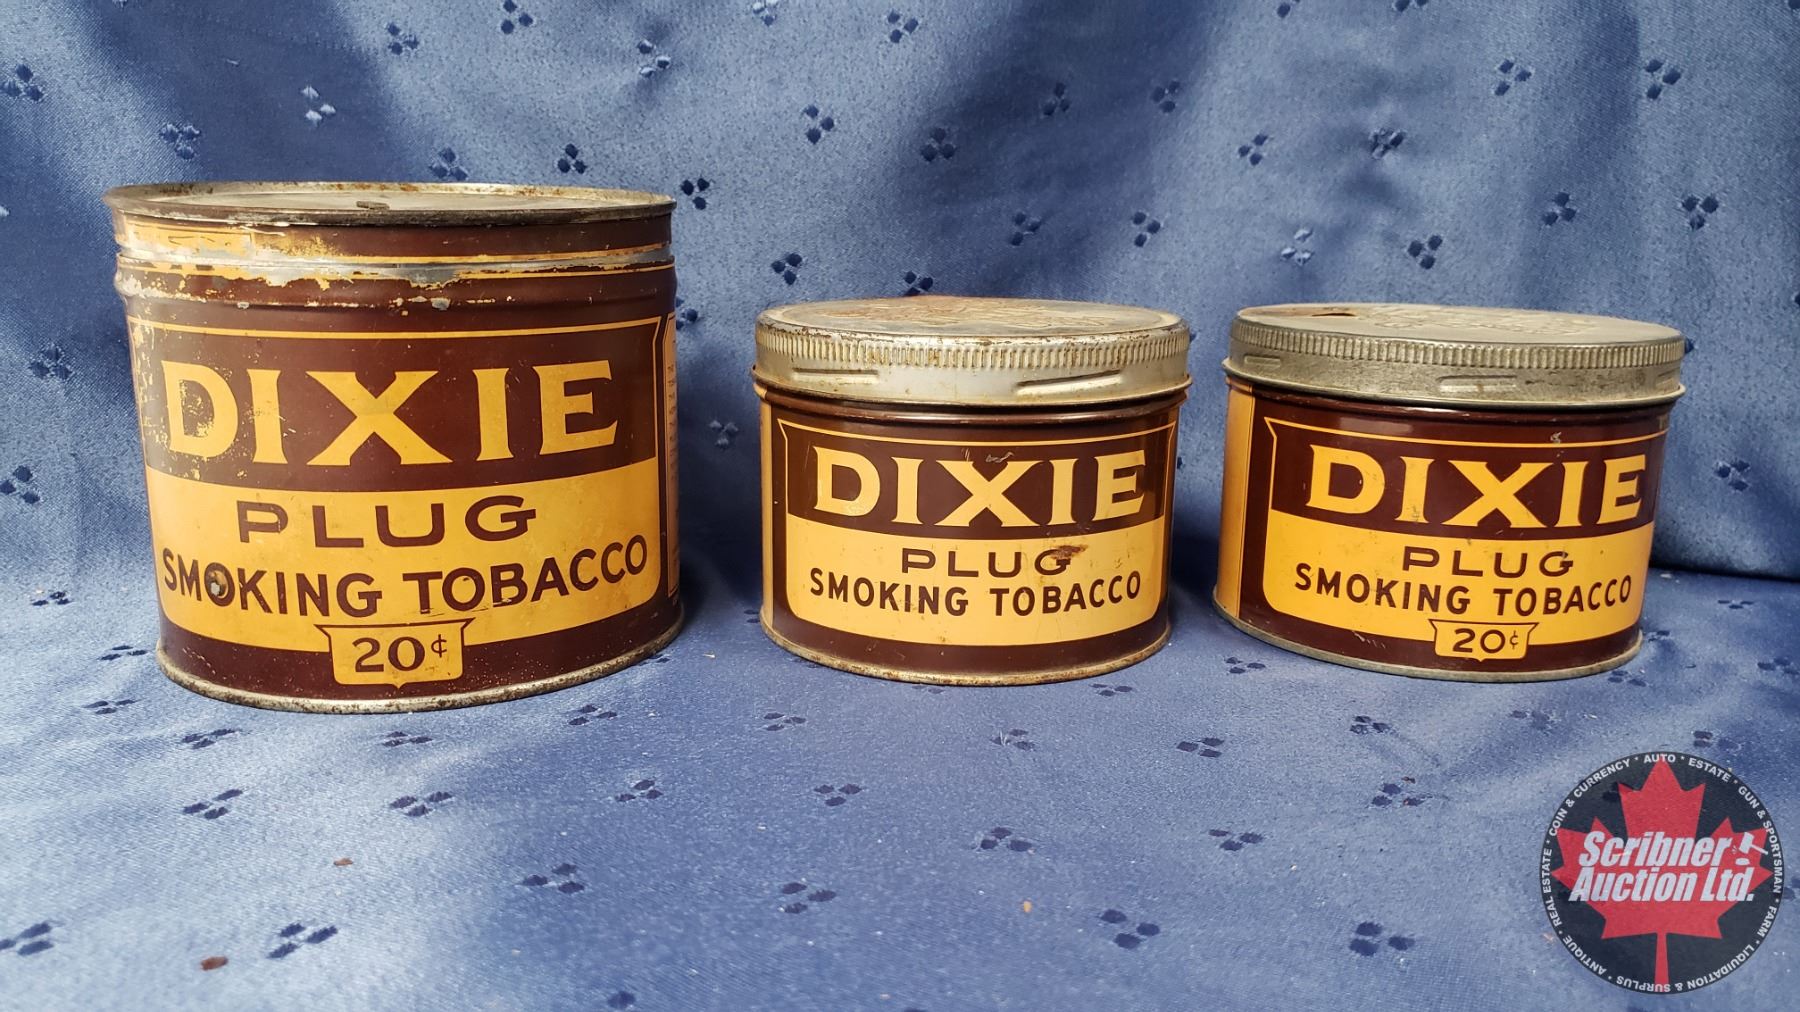 DIXIE
PLUG
SMOKING TOBACCO
20¢
DIXIE
PLUG
SMOKING TOBACCO
DIXIE
PLUG
SMOKING TOBACCO
20¢
COIN & CURRENCY * AUTO * ESTATE * GUN & SPORTSMAN * FARM * LIQUIDATION & SURPLUS * ANTIQUE * REAL ESTATE *
Scribner
Auction Ltd.